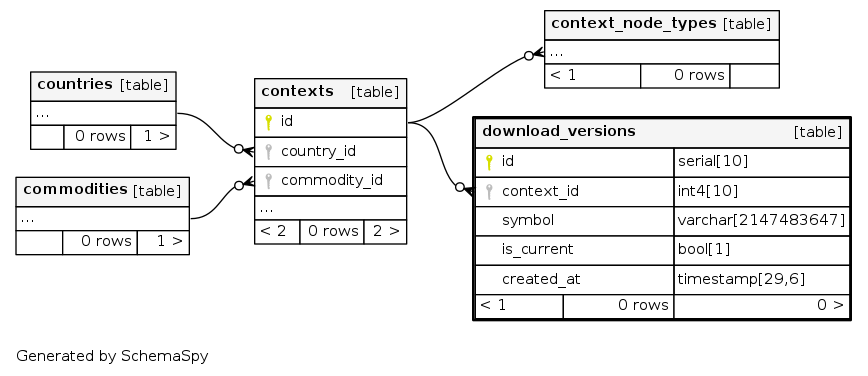 countries [table]
...
0 rows 1 >
commodities [table]
...
0 rows 1 >
contexts [table]
id
country_id
commodity_id
...
< 2 0 rows 2 >
context_node_types [table]
...
< 1 0 rows
download_versions [table]
id serial[10]
context_id int4[10]
symbol varchar[2147483647]
is_current bool[1]
created_at timestamp[29,6]
< 1 0 rows 0 >
Generated by SchemaSpy